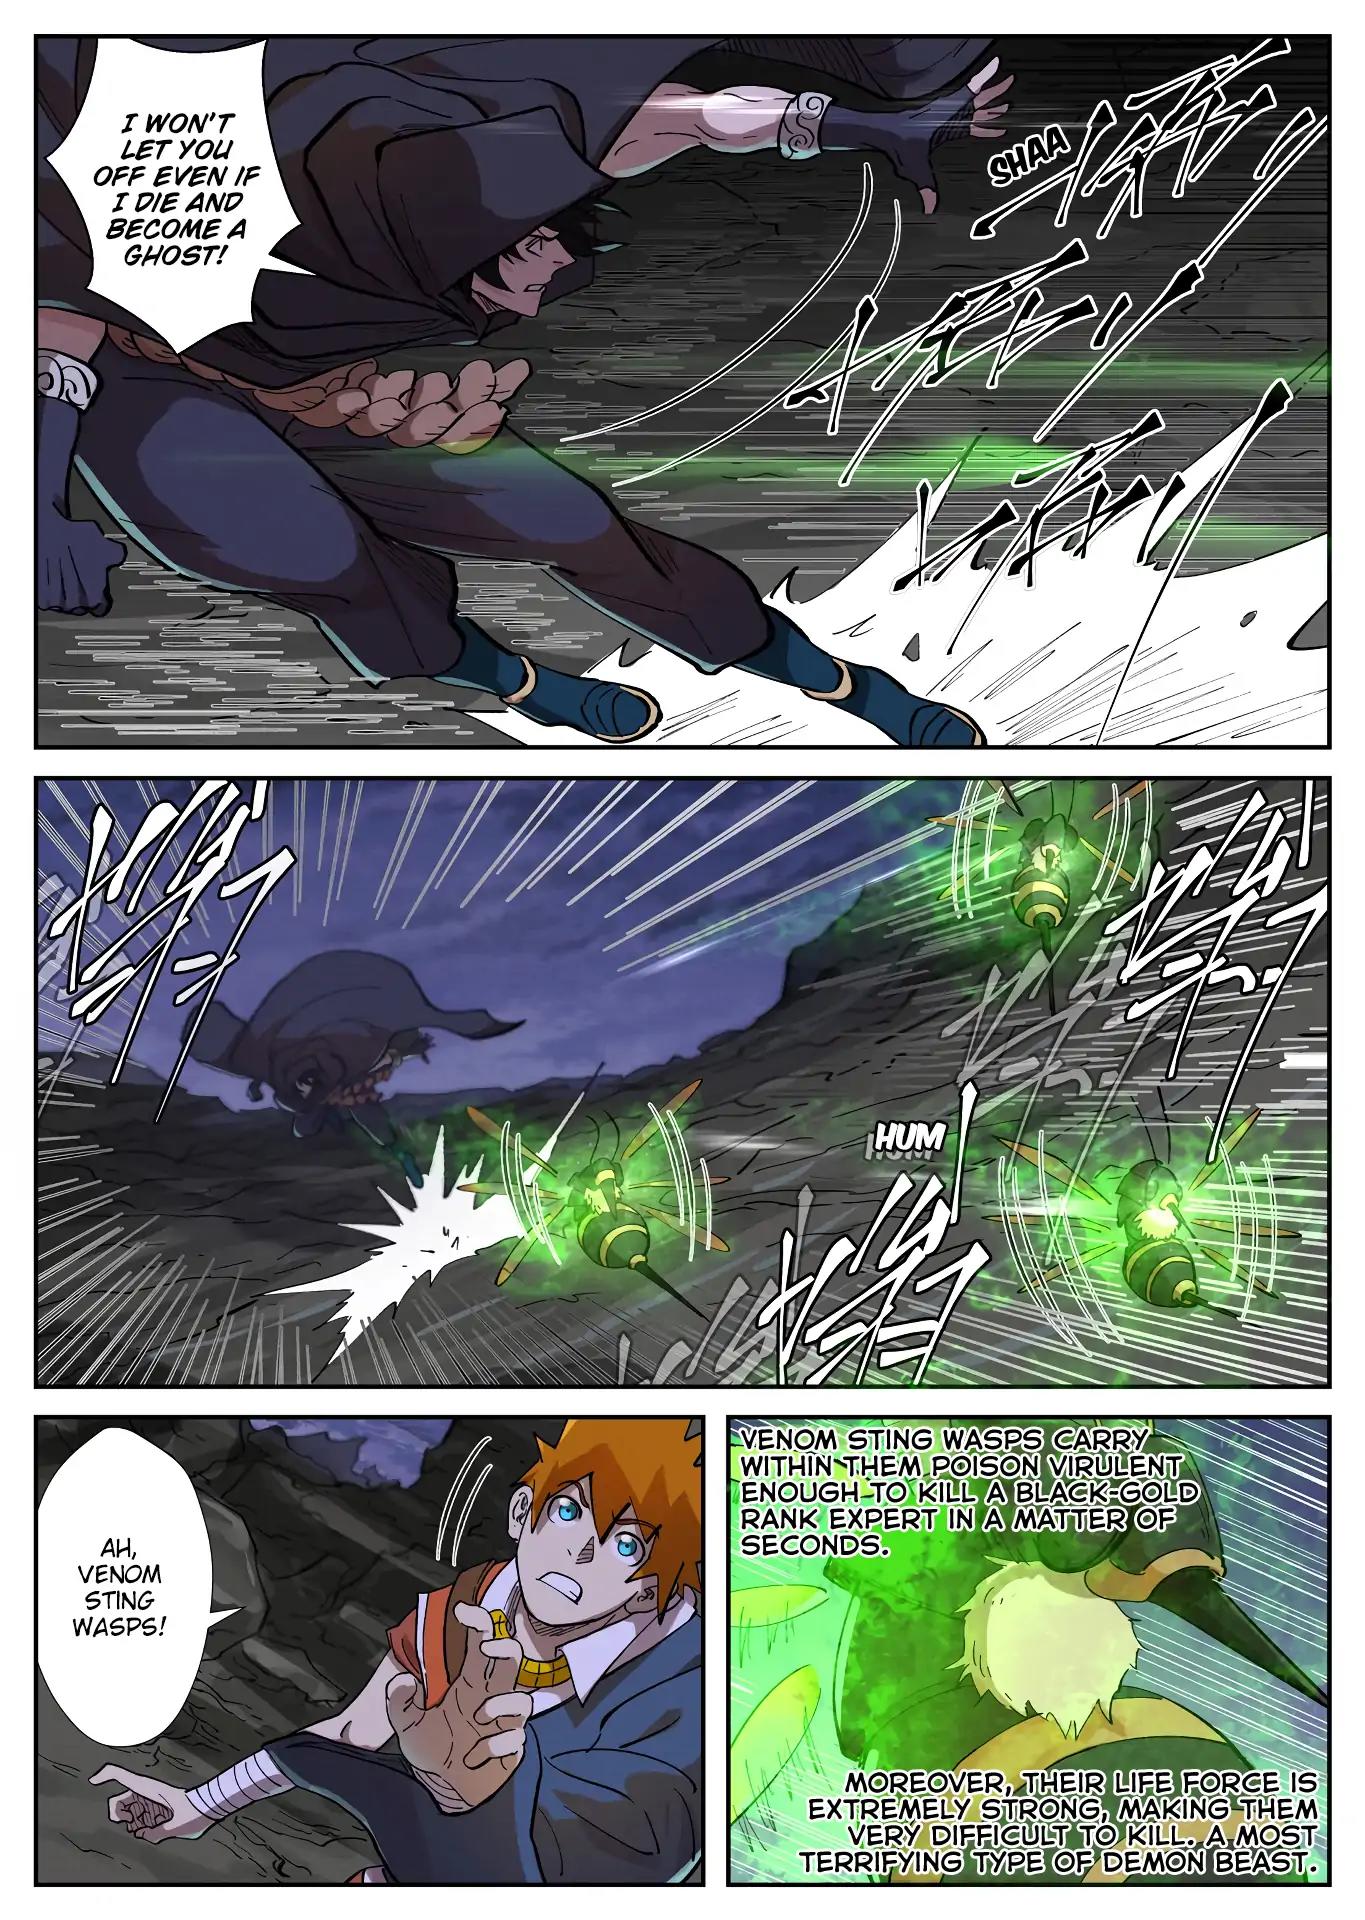 I WON'T
LET YOU
OFF EVEN IF
I DIE AND
BECOME A
GHOST!
SHAA
HUM
AH,
VENOM
STING
WASPS!
VENOM STING WASPS CARRY
WITHIN THEM POISON VIRULENT
ENOUGH TO KILL A BLACK-GOLD
RANK EXPERT IN A MATTER OF
SECONDS.
MOREOVER, THEIR LIFE FORCE IS
EXTREMELY STRONG, MAKING THEM
VERY DIFFICULT TO KILL. A MOST
TERRIFYING TYPE OF DEMON BEAST.